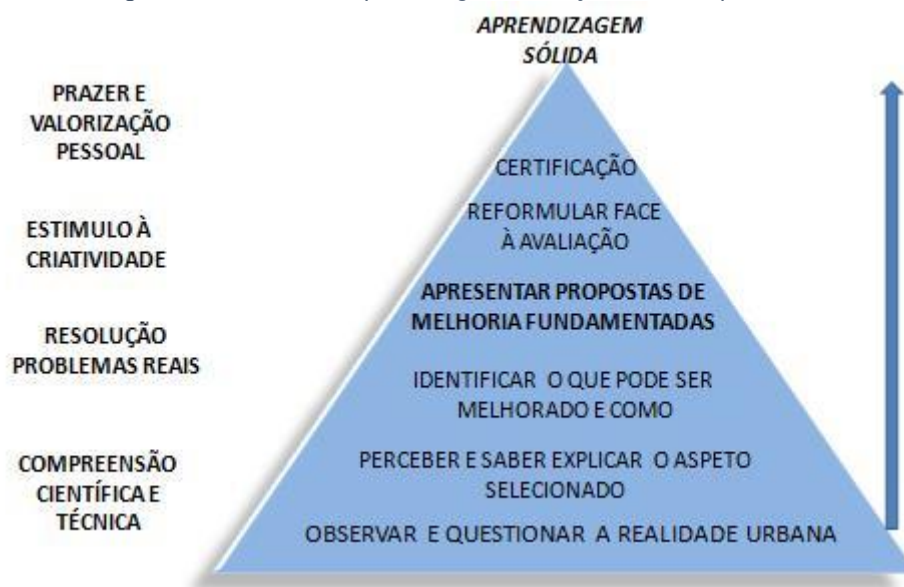 APRENDIZAGEM
SÓLIDA
PRAZER E
VALORIZAÇÃO
PESSOAL
ESTIMULO À
CRIATIVIDADE
RESOLUÇÃO
PROBLEMAS REAIS
COMPREENSÃO
CIENTÍFICA E
TÉCNICA
CERTIFICAÇÃO
REFORMULAR FACE
À AVALIAÇÃO
APRESENTAR PROPOSTAS DE
MELHORIA FUNDAMENTADAS
IDENTIFICAR O QUE PODE SER
MELHORADO E COMO
PERCEBER E SABER EXPLICAR O ASPETO
SELECIONADO
OBSERVAR E QUESTIONAR A REALIDADE URBANA